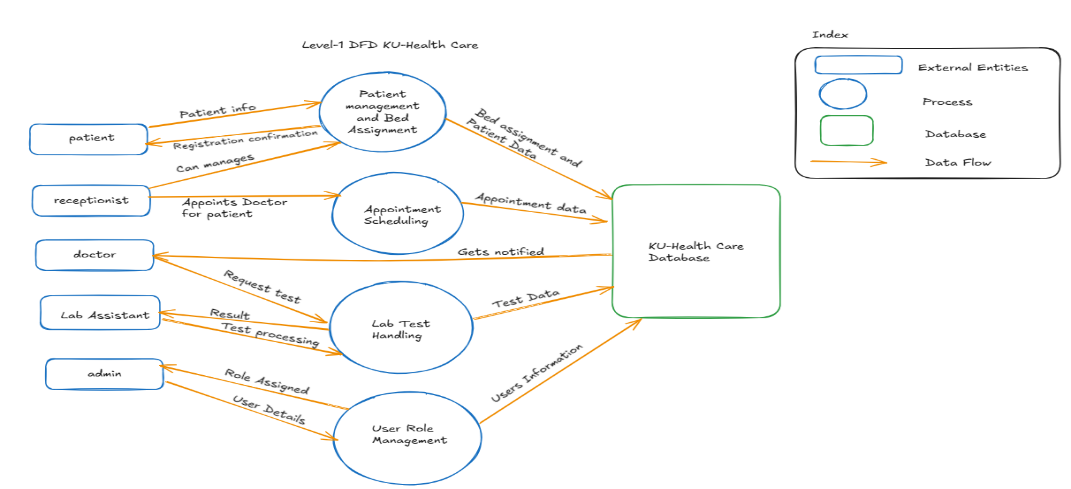 Level-1 DFD KU-Health Care
Index
External Entities
Process
Database
Data Flow
patient
receptionist
doctor
Lab Assistant
admin
Patient info
Registration confirmation
Can manages
Appoints Doctor
for patient
Request test
Result
Test processing
Role Assigned
User Details
Patient
management
and Bed
Assignment
Appointment
Scheduling
Lab Test
Handling
User Role
Management
Bed assignment and
Patient Data
Appointment data
Gets notified
Test Data
Users Information
KU-Health Care
Database